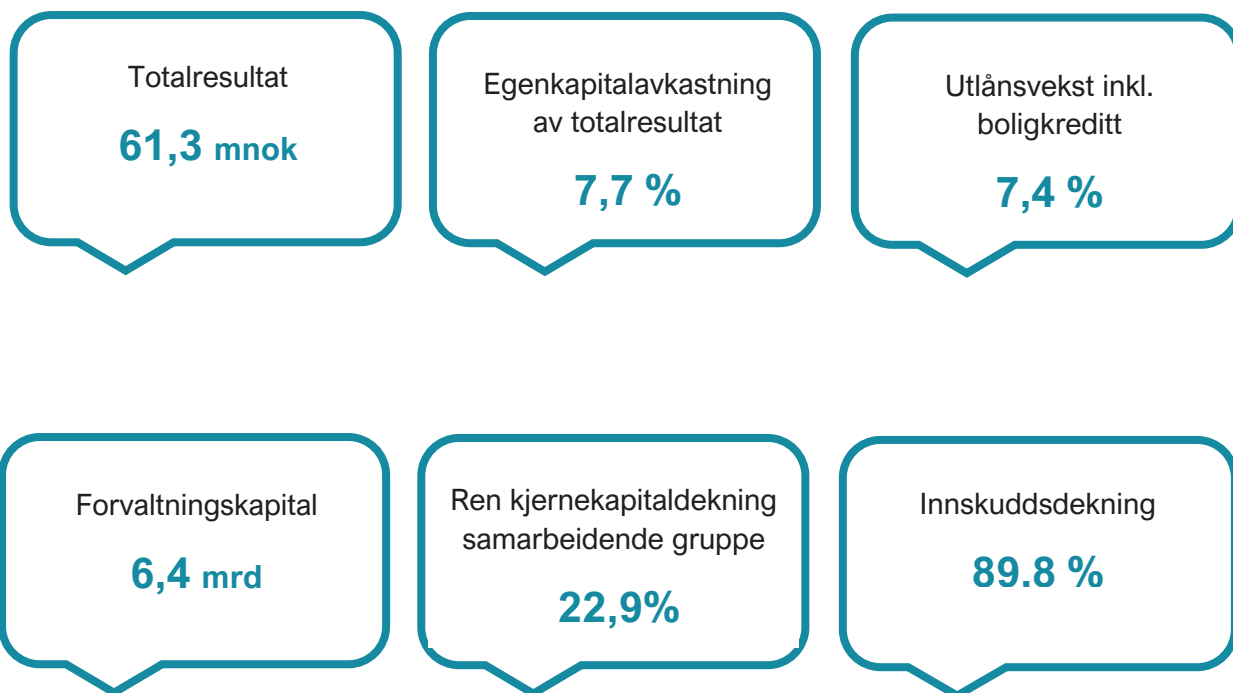 Totalresultat
61,3 mnok
Egenkapitalavkastning
av totalresultat
7,7 %
Utlånsvekst inkl.
boligkreditt
7,4 %
Forvaltningskapital
6,4 mrd
Ren kjernekapitaldekning
samarbeidende gruppe
22,9%
Innskuddsdekning
89.8 %